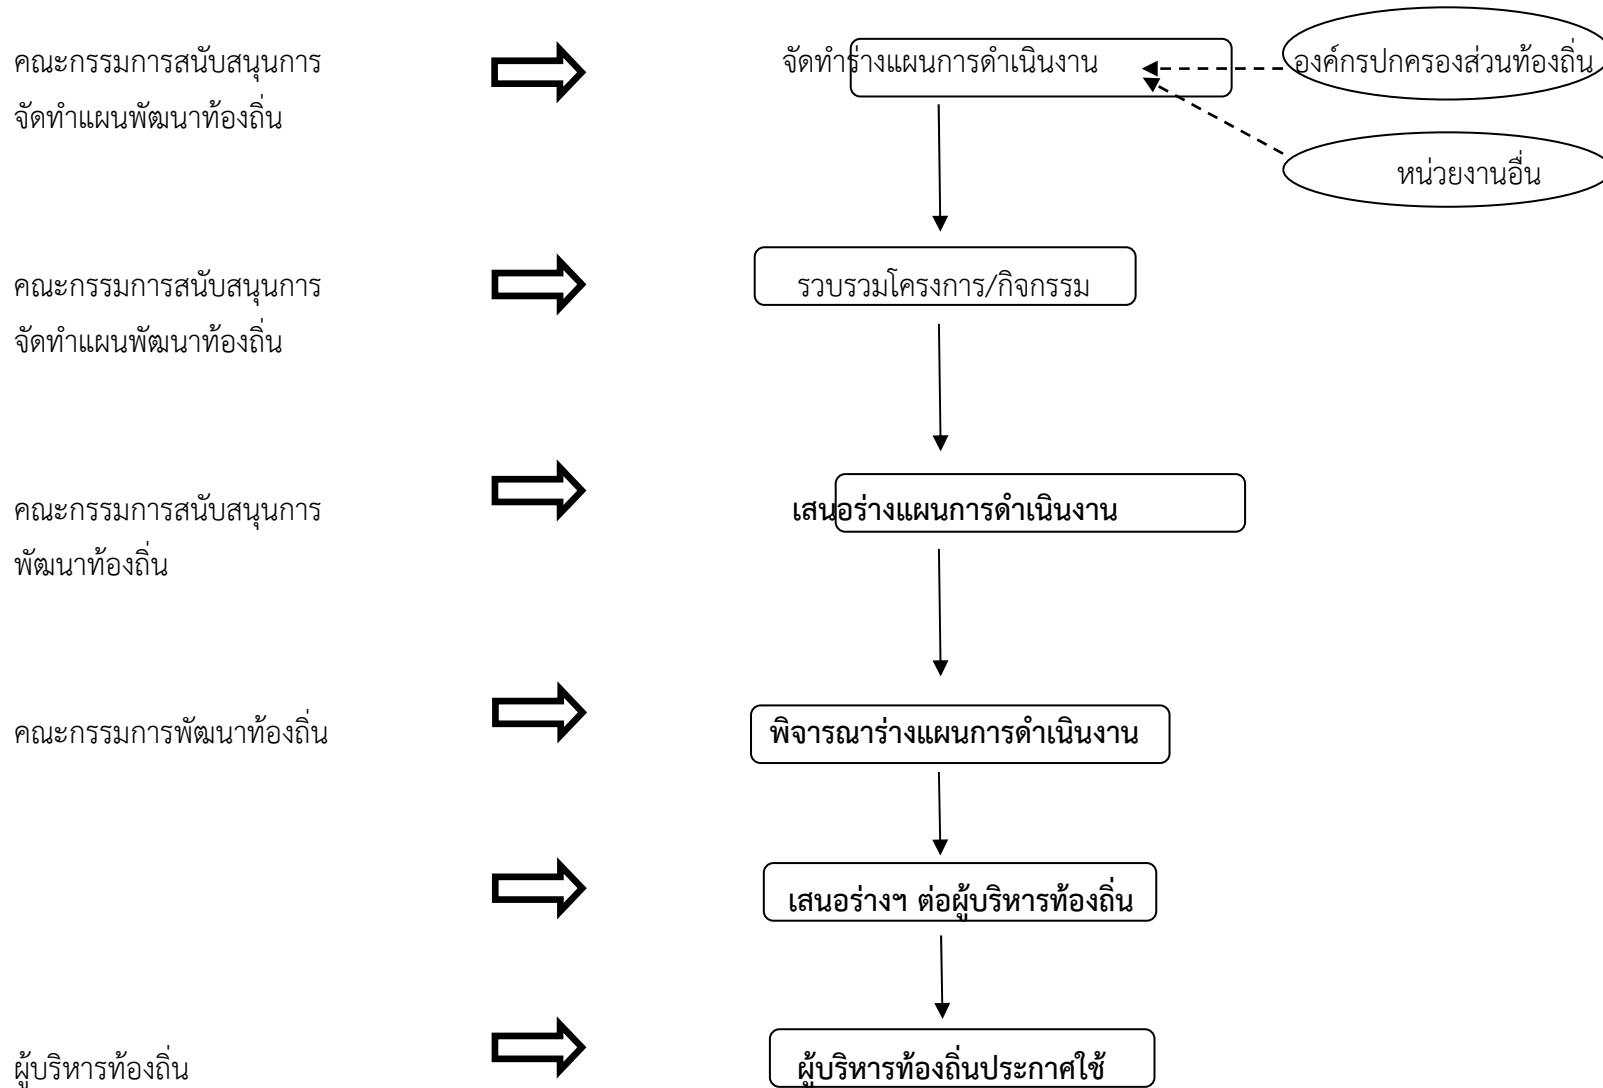 คณะกรรมการสนับสนุนการ
จัดทำแผนพัฒนาท้องถิ่น
จัดทำร่างแผนการดำเนินงาน
องค์กรปกครองส่วนท้องถิ่น
หน่วยงานอื่น
คณะกรรมการสนับสนุนการ
จัดทำแผนพัฒนาท้องถิ่น
รวบรวมโครงการ/กิจกรรม
คณะกรรมการสนับสนุนการ
พัฒนาท้องถิ่น
เสนอร่างแผนการดำเนินงาน
คณะกรรมการพัฒนาท้องถิ่น
พิจารณาร่างแผนการดำเนินงาน
เสนอร่างฯ ต่อผู้บริหารท้องถิ่น
ผู้บริหารท้องถิ่น
ผู้บริหารท้องถิ่นประกาศใช้